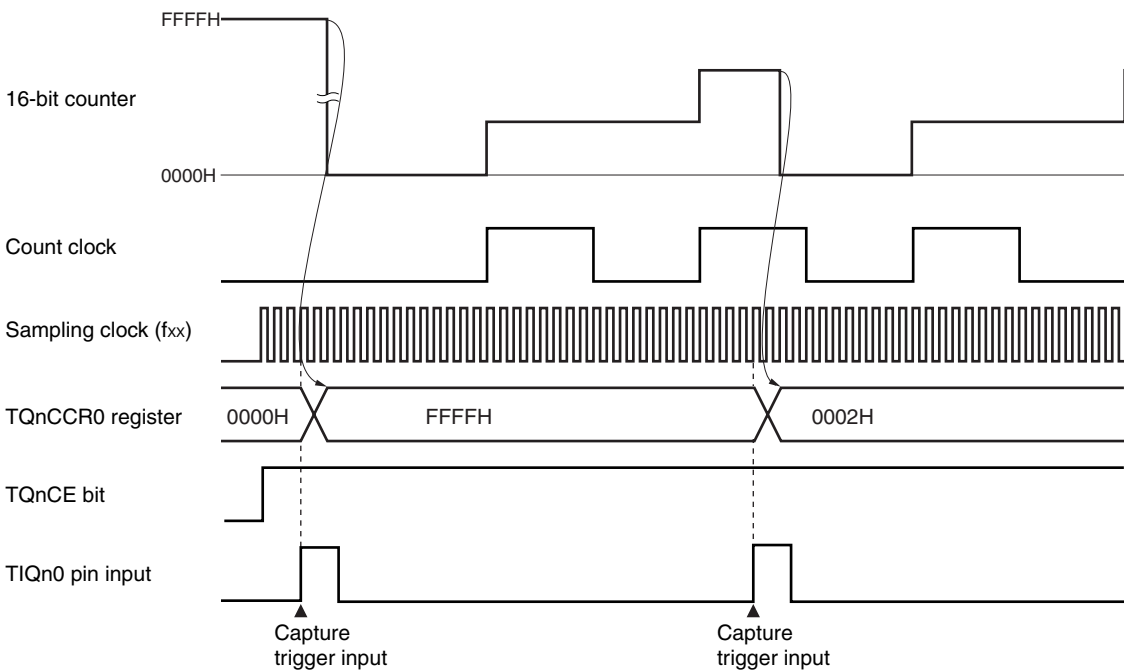 FFFFH
16-bit counter
0000H
Count clock
Sampling clock (fxx)
TQnCCR0 register
0000H
FFFFH
0002H
TQnCE bit
TIQn0 pin input
Capture
trigger input
Capture
trigger input